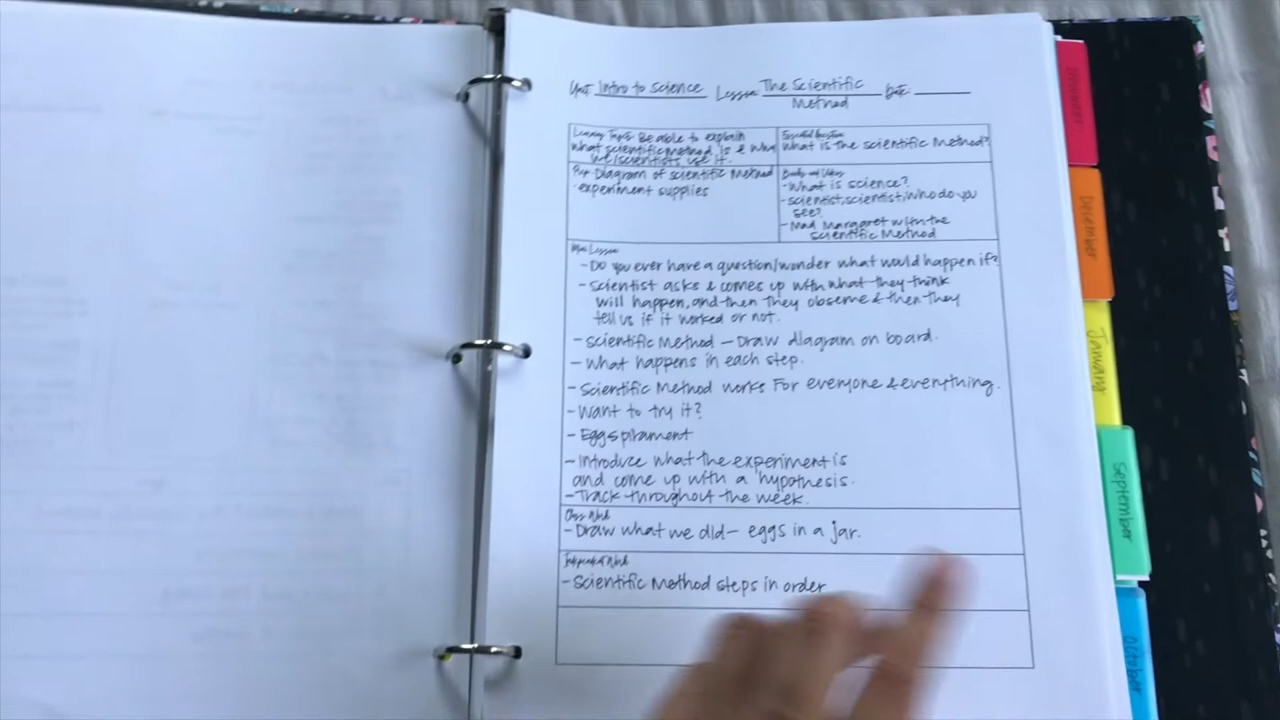 Unit Intro to Science Lesson The Scientific Date
Method
Learning Target Be able to explain
what scientific method is & why
we/scientists use it.
Essential Question
What is the scientific Method?
Prep Diagram of scientific Method
experiment supplies
Books and Videos
- What is science?
- scientist, scientist, who do you
see?
- Mad Margaret with the
scientific Method
Mini Lesson
- Do you ever have a question/wonder what would happen if?
- Scientist asks & comes up with what they think
will happen, and then they observe & then they
tell us if it worked or not.
- Scientific Method - Draw diagram on board.
- What happens in each step.
- Scientific Method works For everyone & everything.
- Want to try it?
- Eggspirament
- Introduce what the experiment is
and come up with a hypothesis.
- Track throughout the week.
Class Work
- Draw what we did - eggs in a jar.
Independent Work
- Scientific Method steps in order
November
December
January
September
October